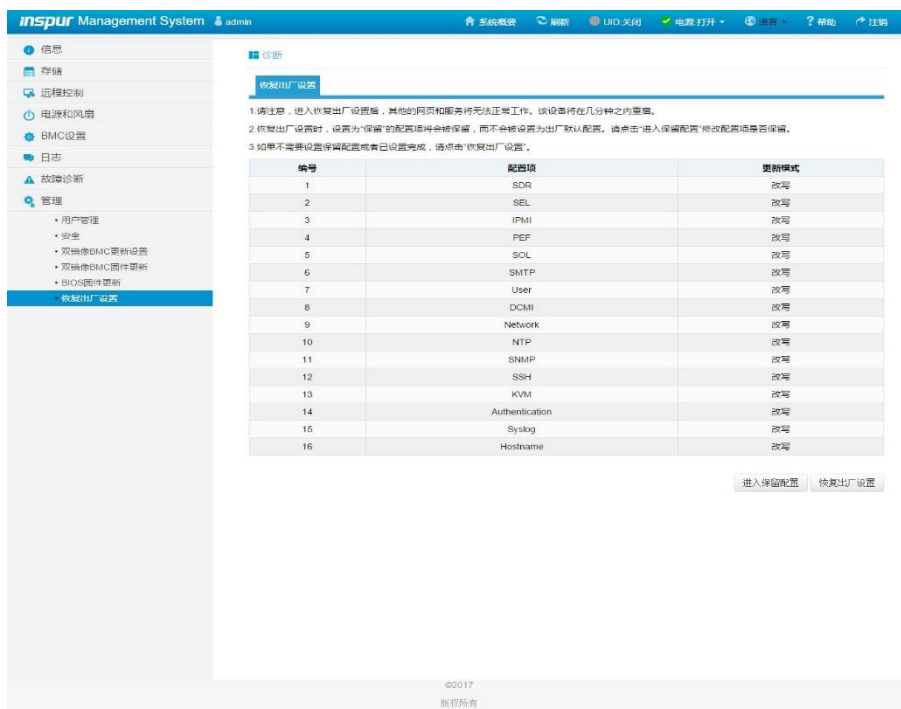 inspur Management System admin 系统概要 刷新 UID:关闭 电源:打开 语言 ? 帮助 注销
信息
存储
远程控制
电源和风扇
BMC设置
日志
故障诊断
管理
•用户管理
•安全
•双镜像BMC更新设置
•双镜像BMC固件更新
•BIOS固件更新
•恢复出厂设置
诊断
恢复出厂设置
1.请注意，进入恢复出厂设置后，其他的网页和服务将无法正常工作。该设备将在几分钟之内重启。
2.恢复出厂设置时，设置为“保留”的配置项将会被保留，而不会被设置为出厂默认配置。请点击“进入保留配置”修改配置项是否保留。
3.如果不需要设置保留配置或者已设置完成，请点击“恢复出厂设置”。
编号 配置项 更新模式
1 SDR 改写
2 SEL 改写
3 IPMI 改写
4 PEF 改写
5 SOL 改写
6 SMTP 改写
7 User 改写
8 DCMI 改写
9 Network 改写
10 NTP 改写
11 SNMP 改写
12 SSH 改写
13 KVM 改写
14 Authentication 改写
15 Syslog 改写
16 Hostname 改写
进入保留配置 恢复出厂设置
©2017
版权所有